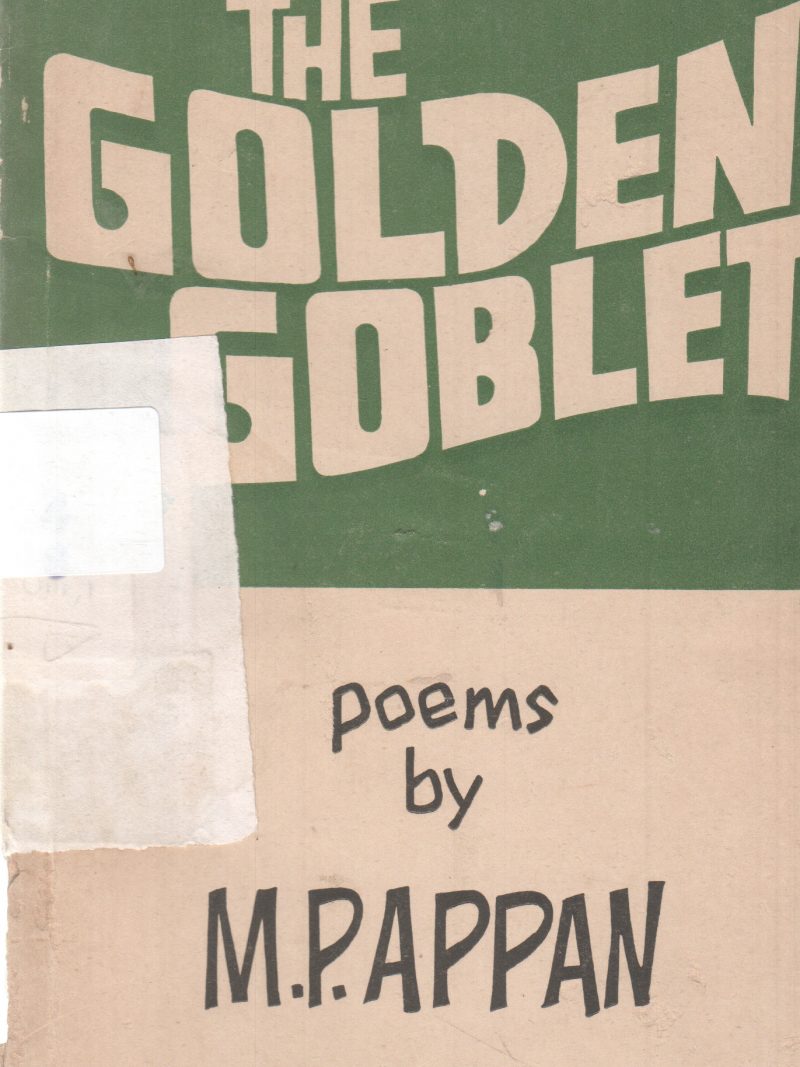 THE
GOLDEN
GOBLET
poems
by
M.P. APPAN